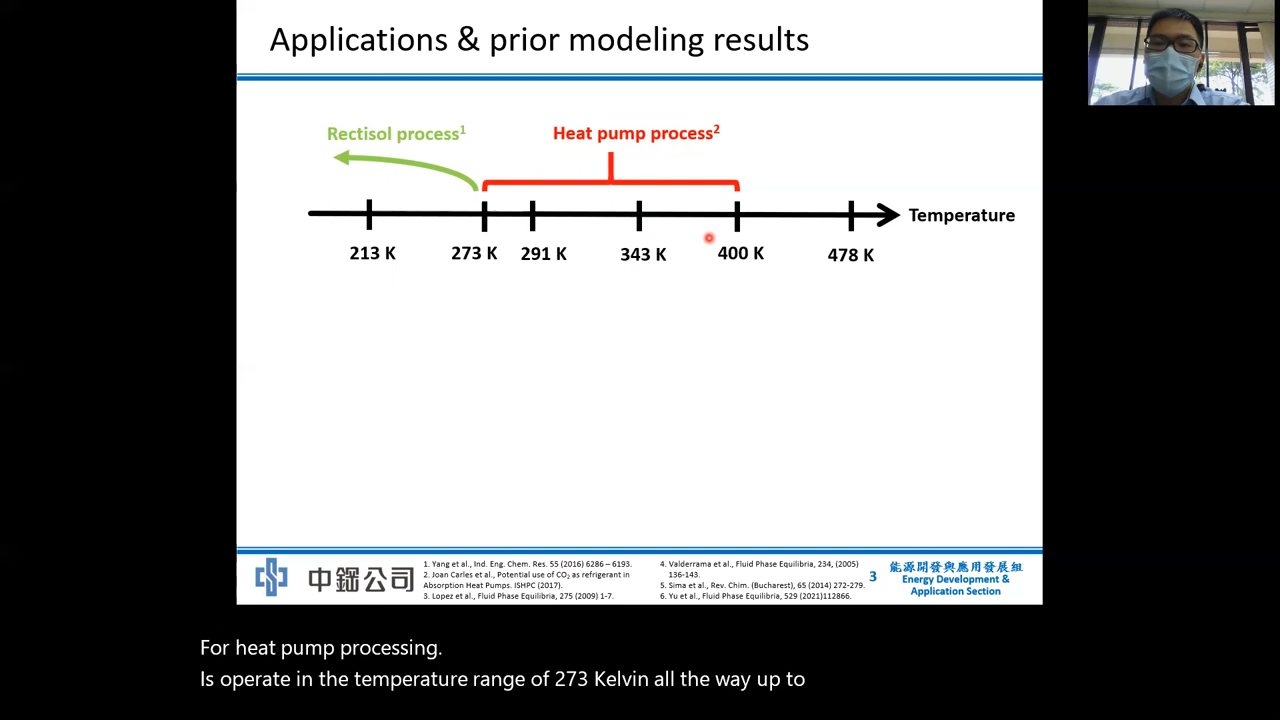 Applications & prior modeling results
Rectisol process1
Heat pump process2
Temperature
213 K
273 K
291 K
343 K
400 K
478 K
中鋼公司
1. Yang et al., Ind. Eng. Chem. Res. 55 (2016) 6286 – 6193.
2. Joan Carles et al., Potential use of CO2 as refrigerant in
Absorption Heat Pumps. ISHPC (2017).
3. Lopez et al., Fluid Phase Equilibria, 275 (2009) 1-7.
4. Valderrama et al., Fluid Phase Equilibria, 234, (2005)
136-143.
5. Sima et al., Rev. Chim. (Bucharest), 65 (2014) 272-279.
6. Yu et al., Fluid Phase Equilibria, 529 (2021)112866.
3
能源開發與應用發展組
Energy Development &
Application Section
For heat pump processing.
Is operate in the temperature range of 273 Kelvin all the way up to